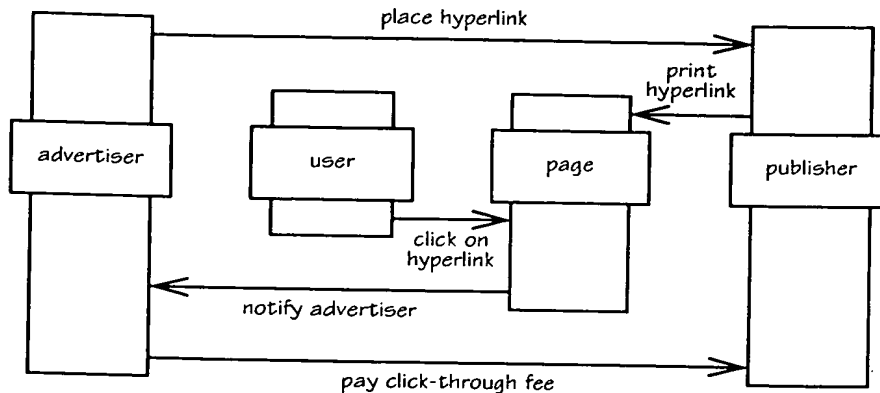 place hyperlink
print
hyperlink
advertiser
user
page
publisher
click on
hyperlink
notify advertiser
pay click-through fee